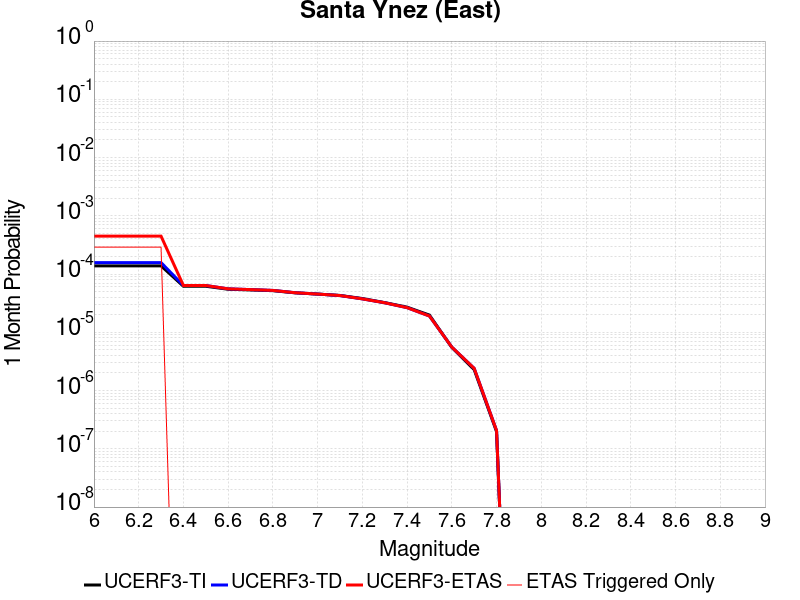 Santa Ynez (East)
10^0
10^-1
10^-2
10^-3
10^-4
10^-5
10^-6
10^-7
10^-8
1 Month Probability
6 6.2 6.4 6.6 6.8 7 7.2 7.4 7.6 7.8 8 8.2 8.4 8.6 8.8 9
Magnitude
UCERF3-TI UCERF3-TD UCERF3-ETAS ETAS Triggered Only